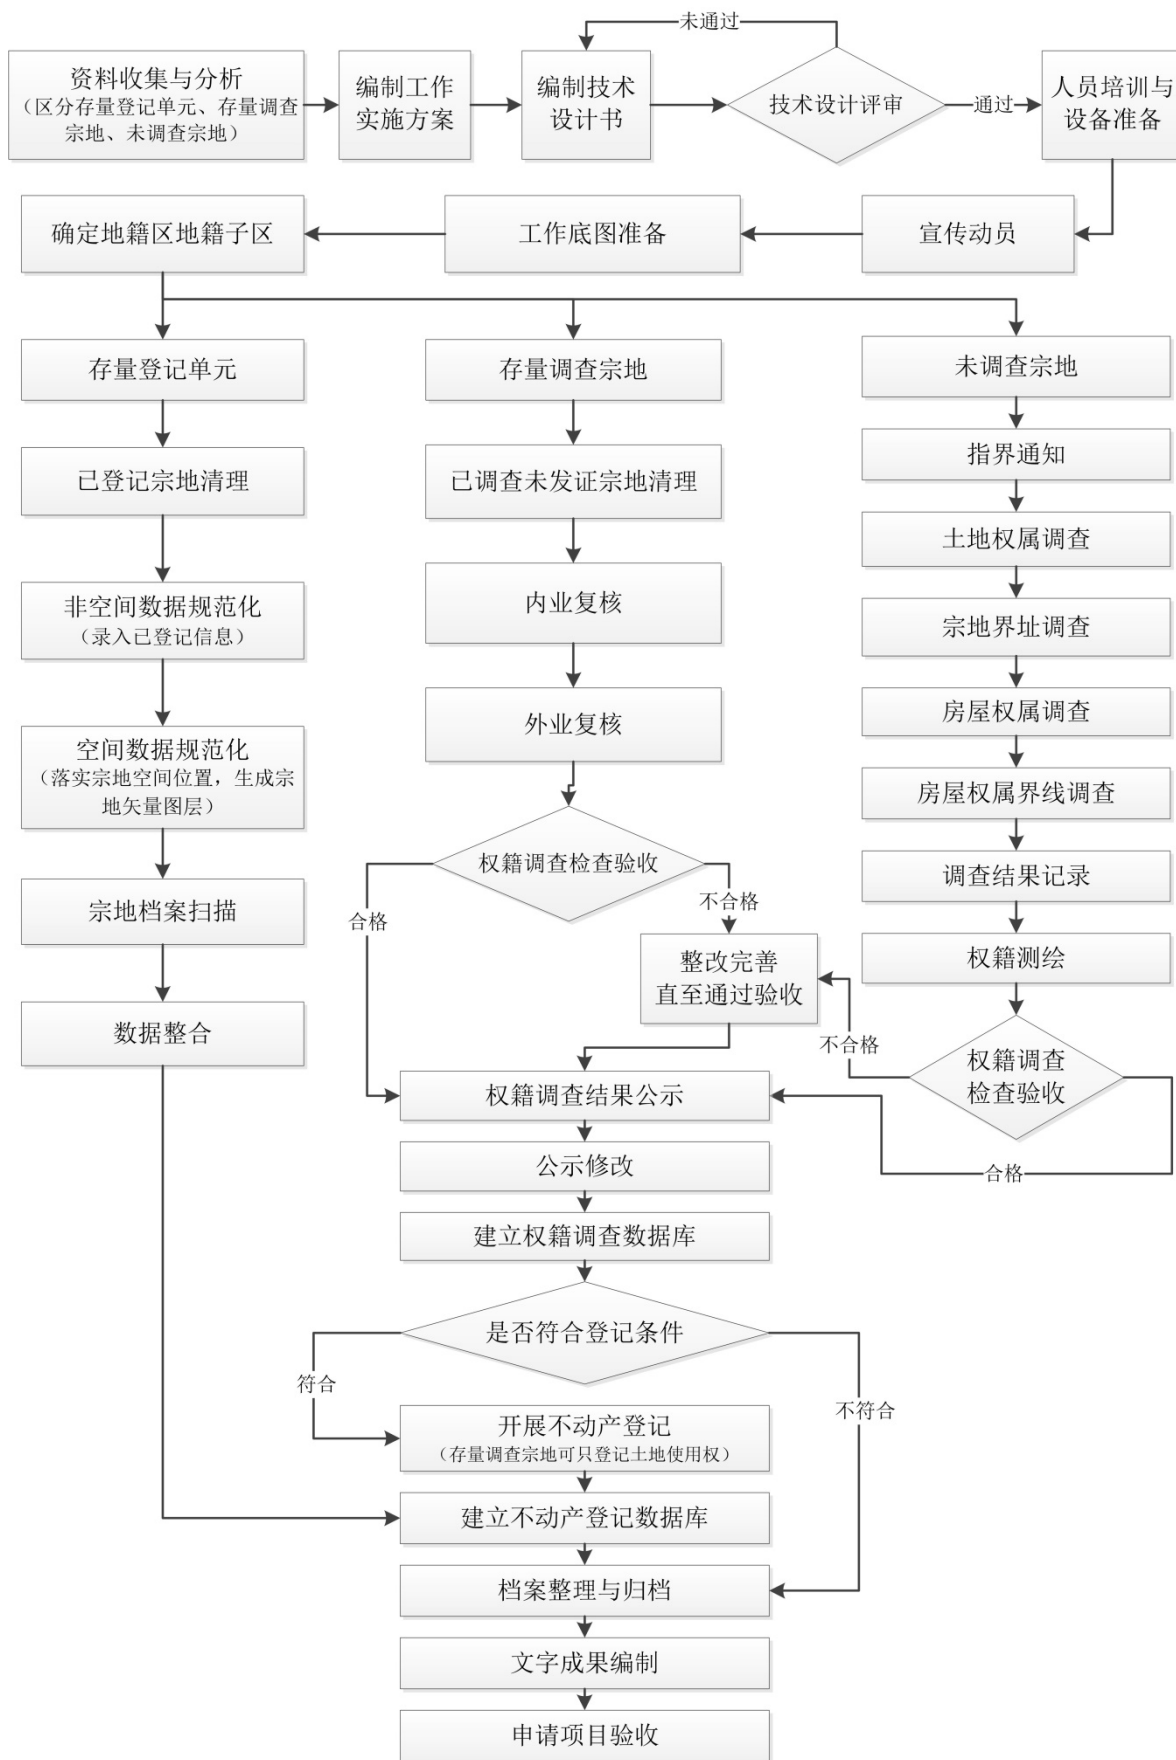 未通过
资料收集与分析
（区分存量登记单元、存量调查
宗地、未调查宗地）
编制工作
实施方案
编制技术
设计书
技术设计评审
通过
人员培训与
设备准备
确定地籍区地籍子区
工作底图准备
宣传动员
存量登记单元
已登记宗地清理
非空间数据规范化
（录入已登记信息）
空间数据规范化
（落实宗地空间位置，生成宗
地矢量图层）
宗地档案扫描
数据整合
存量调查宗地
已调查未发证宗地清理
内业复核
外业复核
权籍调查检查验收
合格
不合格
整改完善
直至通过验收
未调查宗地
指界通知
土地权属调查
宗地界址调查
房屋权属调查
房屋权属界线调查
调查结果记录
权籍测绘
权籍调查
检查验收
不合格
合格
权籍调查结果公示
公示修改
建立权籍调查数据库
是否符合登记条件
符合
不符合
开展不动产登记
（存量调查宗地可只登记土地使用权）
建立不动产登记数据库
档案整理与归档
文字成果编制
申请项目验收